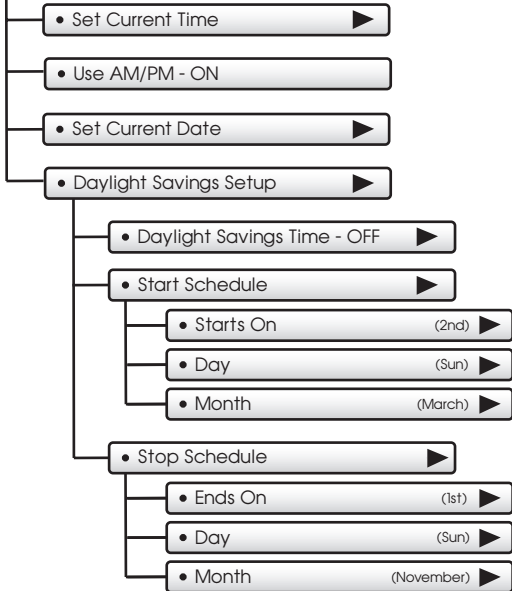 • Set Current Time
• Use AM/PM - ON
• Set Current Date
• Daylight Savings Setup
• Daylight Savings Time - OFF
• Start Schedule
• Starts On (2nd)
• Day (Sun)
• Month (March)
• Stop Schedule
• Ends On (1st)
• Day (Sun)
• Month (November)